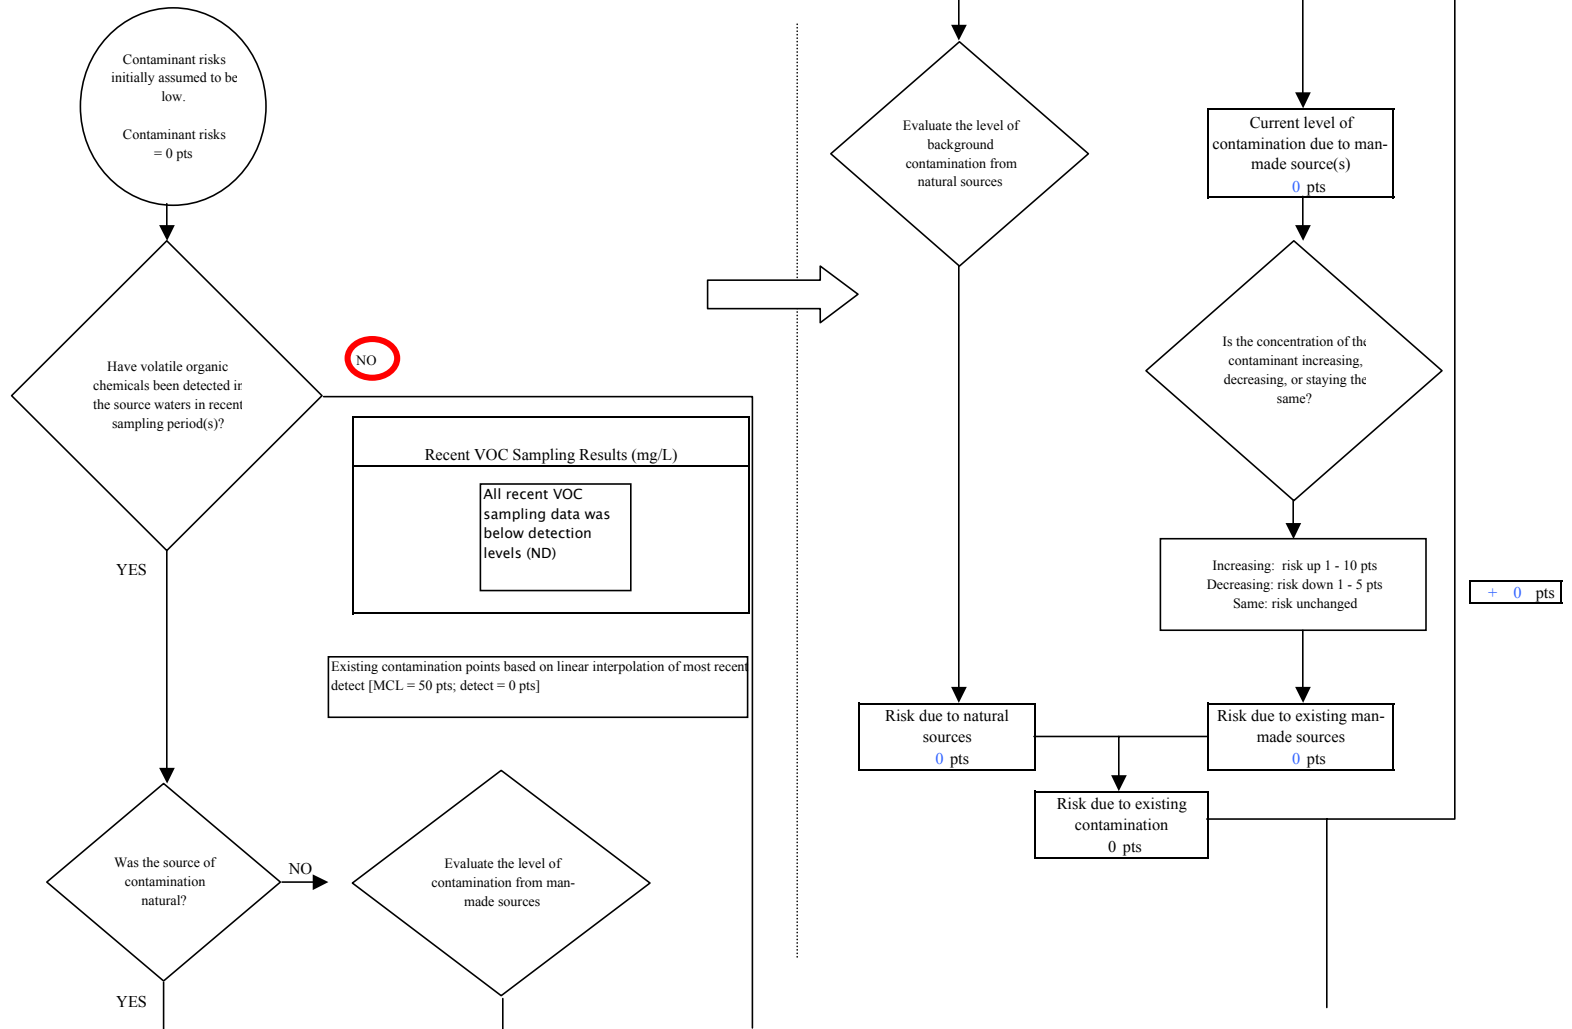 Contaminant risks
initially assumed to be
low.
Contaminant risks
= 0 pts
Have volatile organic
chemicals been detected in
the source waters in recent
sampling period(s)?
NO
YES
Recent VOC Sampling Results (mg/L)
All recent VOC
sampling data was
below detection
levels (ND)
Existing contamination points based on linear interpolation of most recent
detect [MCL = 50 pts; detect = 0 pts]
Was the source of
contamination
natural?
NO
YES
Evaluate the level of
contamination from man-
made sources
Evaluate the level of
background
contamination from
natural sources
Current level of
contamination due to man-
made source(s)
0 pts
Is the concentration of the
contaminant increasing,
decreasing, or staying the
same?
Increasing: risk up 1 - 10 pts
Decreasing: risk down 1 - 5 pts
Same: risk unchanged
+ 0 pts
Risk due to natural
sources
0 pts
Risk due to existing man-
made sources
0 pts
Risk due to existing
contamination
0 pts